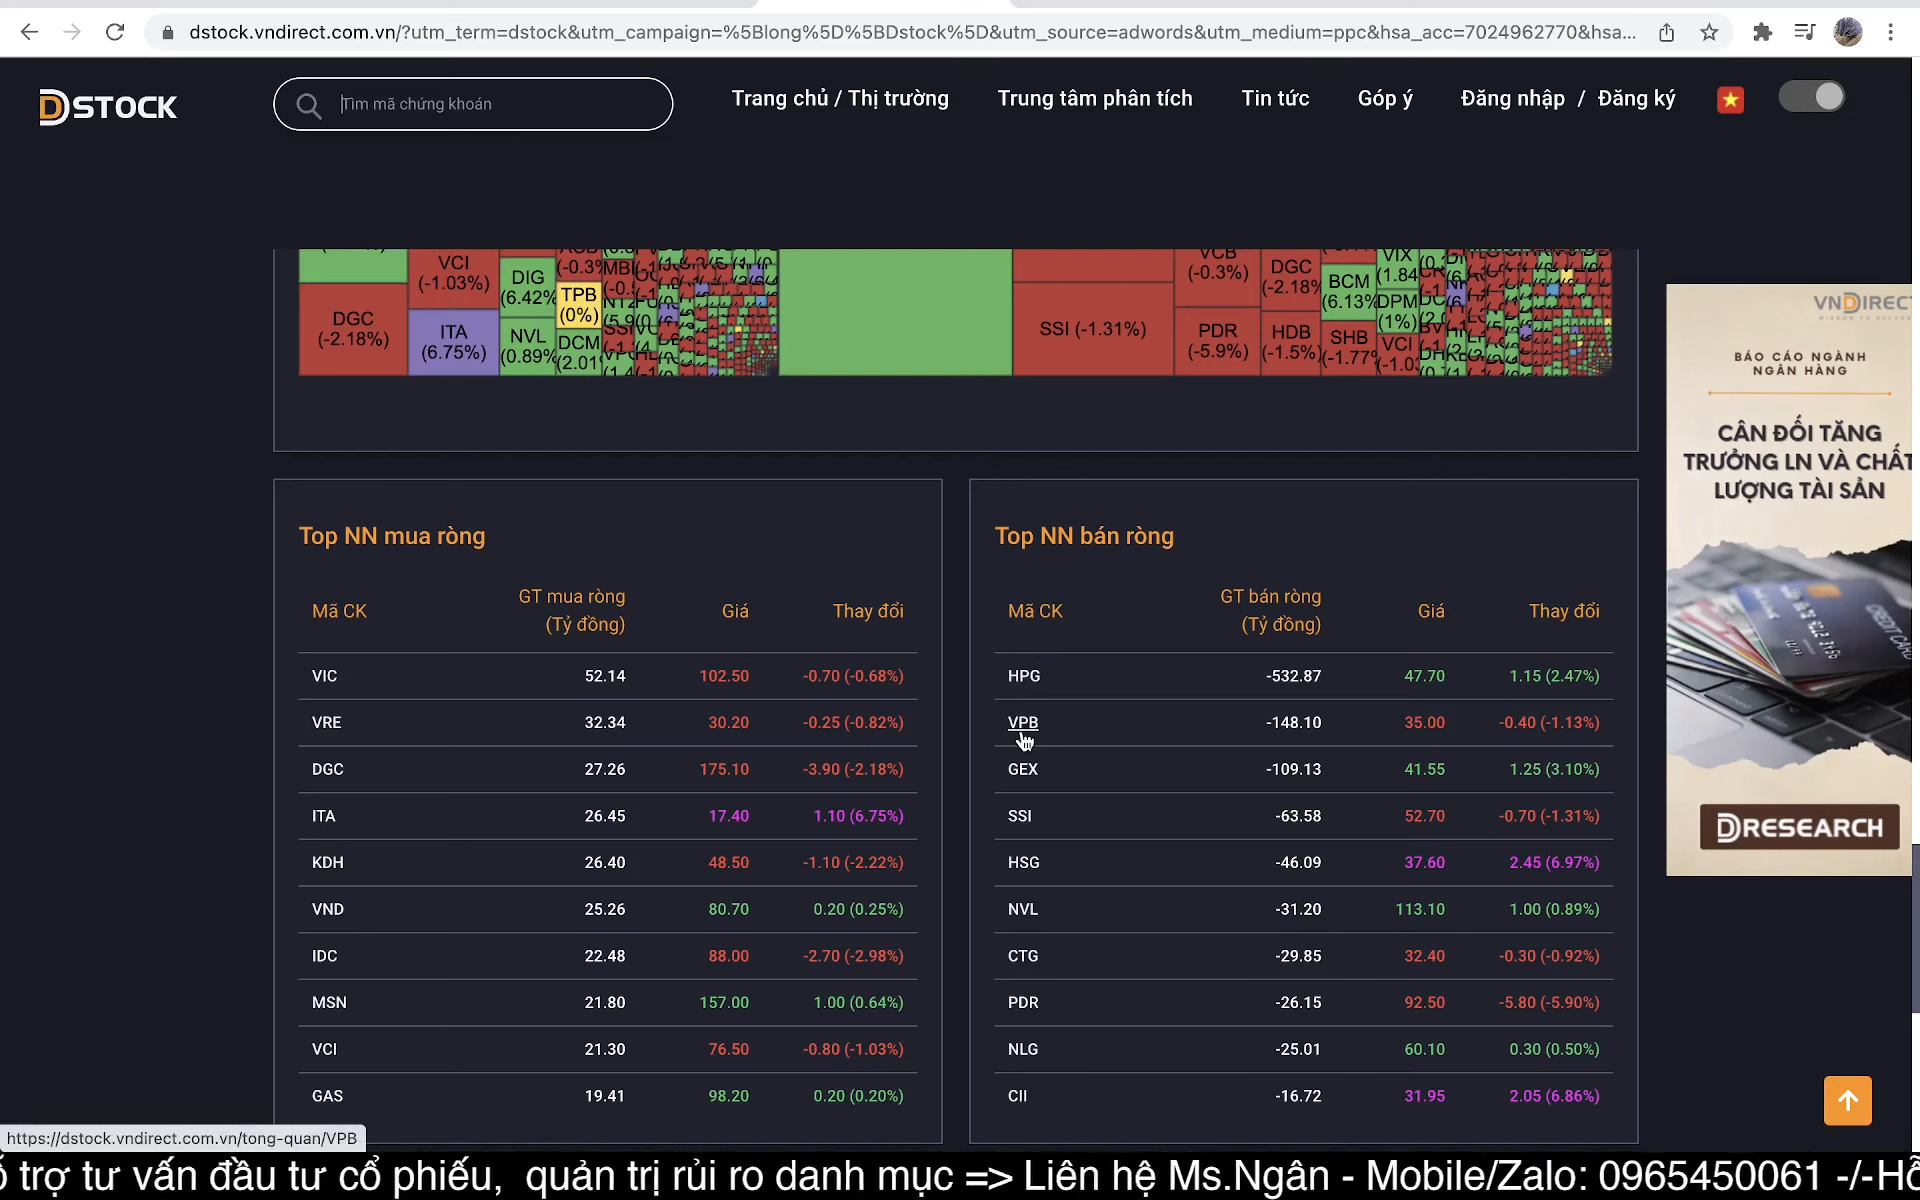 dstock.vndirect.com.vn/?utm_term=dstock&utm_campaign=%5Blong%5D%5BDstock%5D&utm_source=adwords&utm_medium=ppc&hsa_acc=7024962770&hsa...
DSTOCK
Tìm mã chứng khoán
Trang chủ / Thị trường
Trung tâm phân tích
Tin tức
Góp ý
Đăng nhập / Đăng ký
DGC
(-2.18%)
VCI
(-1.03%)
ITA
(6.75%)
DIG
(6.42%
NVL
(0.89%
(-0.3%
TPB
(0%)
DCM
(2.01%
SSI (-1.31%)
VCB
(-0.3%)
PDR
(-5.9%)
DGC
(-2.18%
HDB
(-1.5%)
BCM
(6.13%
SHB
(-1.77%
VIX
(1.84
DPM
(1%)
VCI
(-1.03
VNDIRECT
WISDOM TO SUCCESS
BÁO CÁO NGÀNH
NGÂN HÀNG
CÂN ĐỐI TĂNG
TRƯỞNG LN VÀ CHẤT
LƯỢNG TÀI SẢN
DRESEARCH
Top NN mua ròng
Mã CK GT mua ròng (Tỷ đồng) Giá Thay đổi
VIC 52.14 102.50 -0.70 (-0.68%)
VRE 32.34 30.20 -0.25 (-0.82%)
DGC 27.26 175.10 -3.90 (-2.18%)
ITA 26.45 17.40 1.10 (6.75%)
KDH 26.40 48.50 -1.10 (-2.22%)
VND 25.26 80.70 0.20 (0.25%)
IDC 22.48 88.00 -2.70 (-2.98%)
MSN 21.80 157.00 1.00 (0.64%)
VCI 21.30 76.50 -0.80 (-1.03%)
GAS 19.41 98.20 0.20 (0.20%)
Top NN bán ròng
Mã CK GT bán ròng (Tỷ đồng) Giá Thay đổi
HPG -532.87 47.70 1.15 (2.47%)
VPB -148.10 35.00 -0.40 (-1.13%)
GEX -109.13 41.55 1.25 (3.10%)
SSI -63.58 52.70 -0.70 (-1.31%)
HSG -46.09 37.60 2.45 (6.97%)
NVL -31.20 113.10 1.00 (0.89%)
CTG -29.85 32.40 -0.30 (-0.92%)
PDR -26.15 92.50 -5.80 (-5.90%)
NLG -25.01 60.10 0.30 (0.50%)
CII -16.72 31.95 2.05 (6.86%)
https://dstock.vndirect.com.vn/tong-quan/VPB
trợ tư vấn đầu tư cổ phiếu, quản trị rủi ro danh mục => Liên hệ Ms.Ngân - Mobile/Zalo: 0965450061 -/-Hỗ